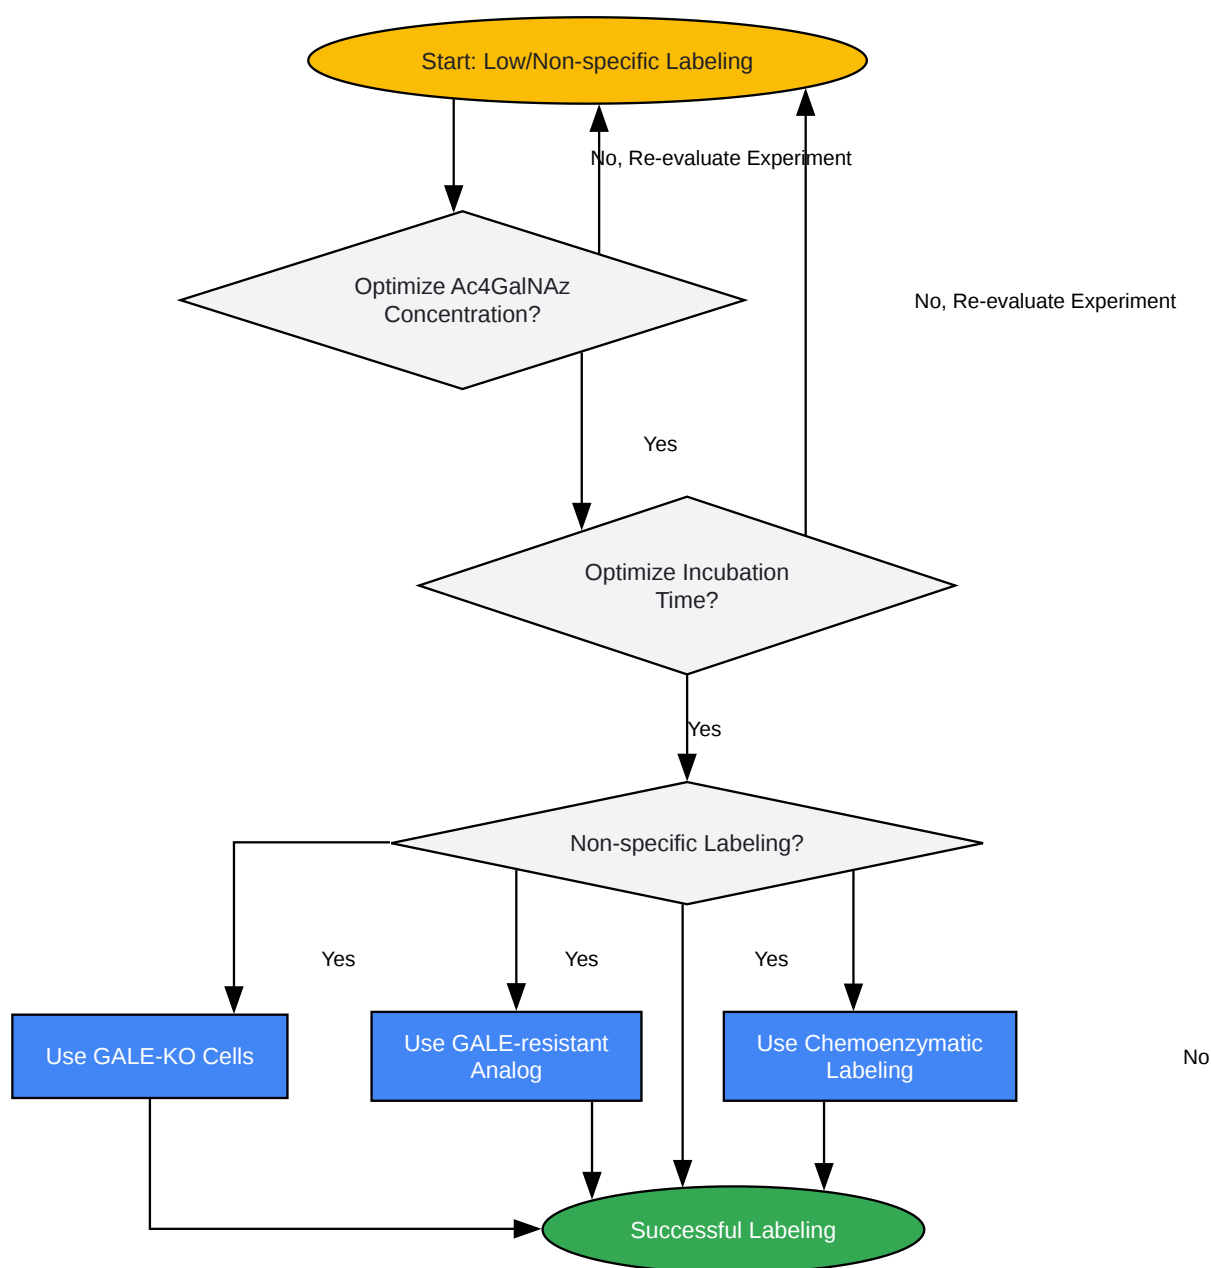 Start: Low/Non-specific Labeling
No, Re-evaluate Experiment
Optimize Ac4GalNAz
Concentration?
No, Re-evaluate Experiment
Yes
Optimize Incubation
Time?
Yes
Non-specific Labeling?
Yes
Yes
Yes
Use GALE-KO Cells
Use GALE-resistant
Analog
Use Chemoenzymatic
Labeling
No
Successful Labeling